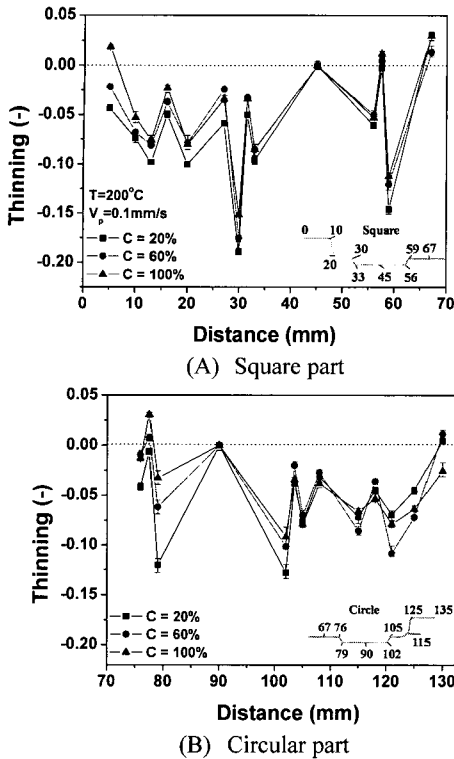 0.05
0.00
-0.05
-0.10
-0.15
-0.20
Thinning (-)
T=200°C
Vp=0.1mm/s
C = 20%
C = 60%
C = 100%
Square
0 10
20
30
33 45 56
59 67
0 10 20 30 40 50 60 70
Distance (mm)
(A) Square part
0.05
0.00
-0.05
-0.10
-0.15
-0.20
Thinning (-)
C = 20%
C = 60%
C = 100%
Circle
67 76
79 90 102
105
115
125 135
70 80 90 100 110 120 130
Distance (mm)
(B) Circular part